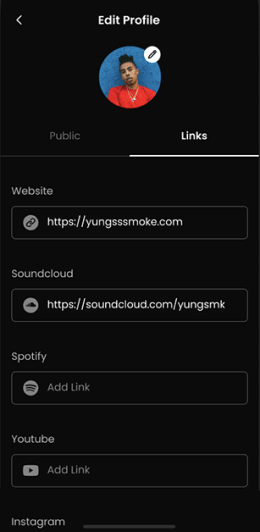 Edit Profile
Public
Links
Website
https://yungsssmoke.com
Soundcloud
https://soundcloud.com/yungsmk
Spotify
Add Link
Youtube
Add Link
Instagram